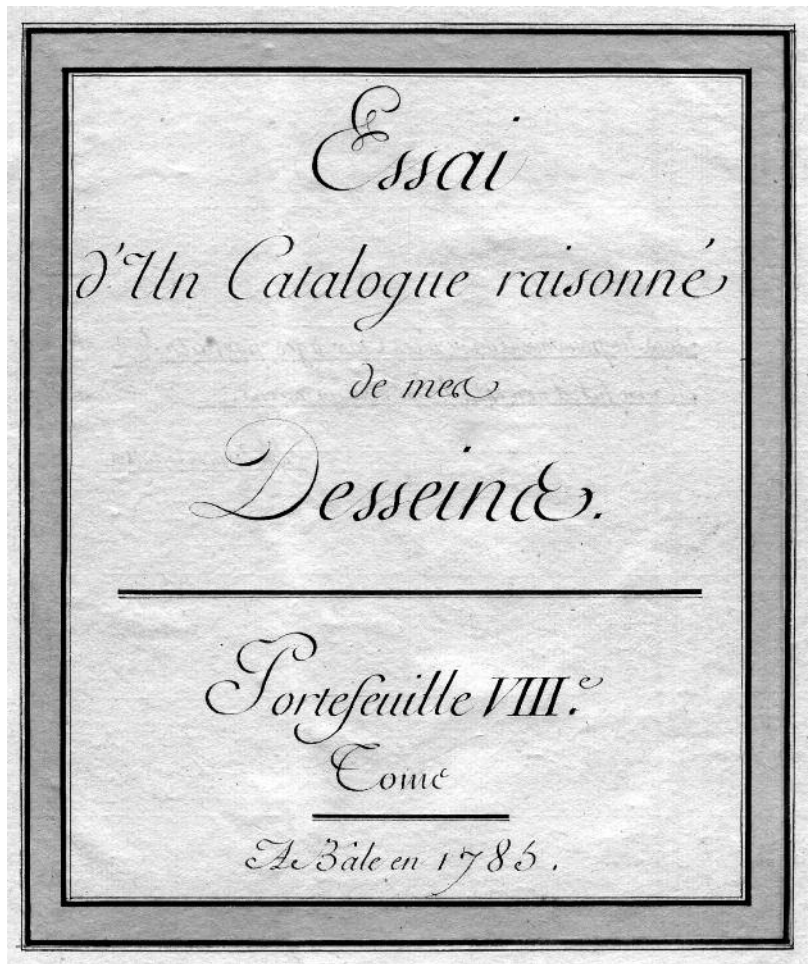 Essai
d'Un Catalogue raisonné
de mes
Desseins.
Portefeuille VIII.e
Tome
A Bâle en 1785.